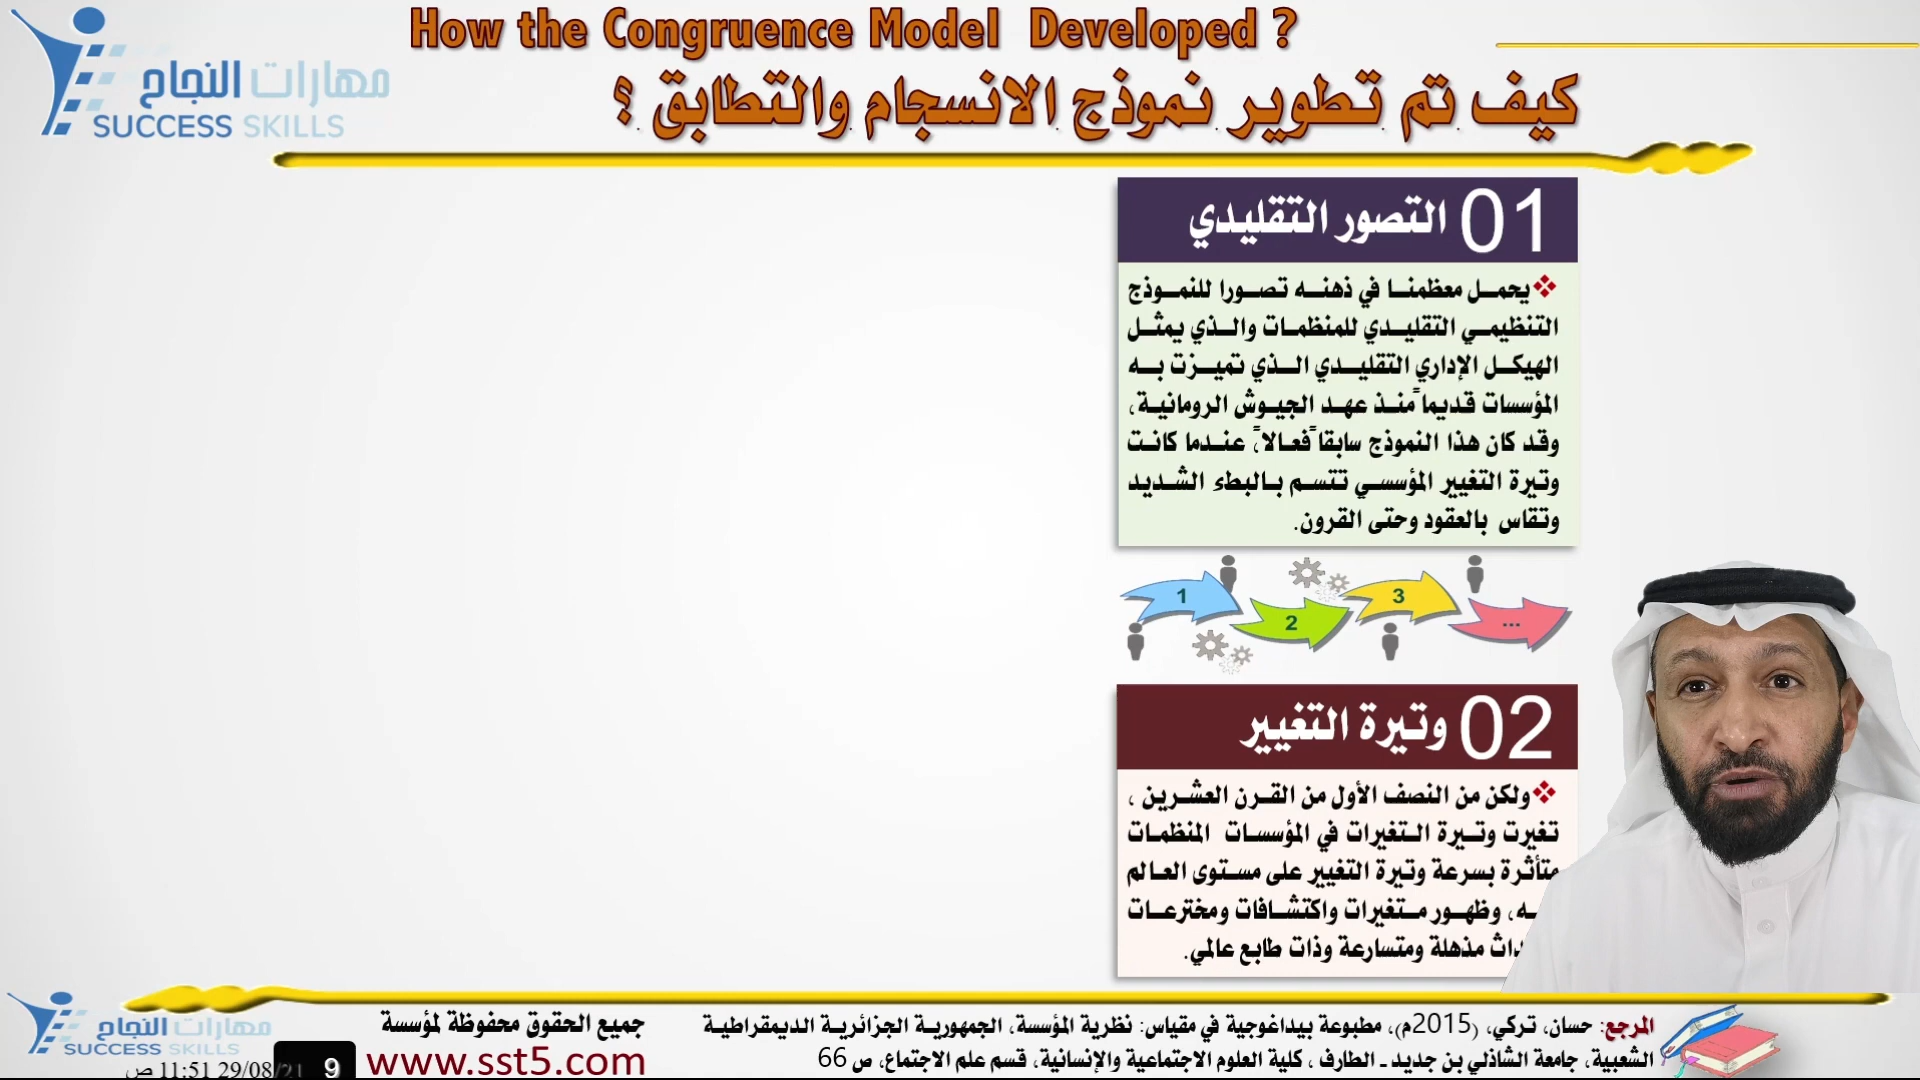 How the Congruence Model Developed ?
كيف تم تطوير نموذج الانسجام والتطابق ؟
مهارات النجاح
SUCCESS SKILLS
01 التصور التقليدي
يحمل معظمنا في ذهنه تصورا للنموذج
التنظيمي التقليدي للمنظمات والذي يمثل
الهيكل الإداري التقليدي الذي تميزت به
المؤسسات قديماً منذ عهد الجيوش الرومانية،
وقد كان هذا النموذج سابقاً فعالاً، عندما كانت
وتيرة التغيير المؤسسي تتسم بالبطء الشديد
وتقاس بالعقود وحتى القرون.
1
2
3
...
02 وتيرة التغيير
ولكن من النصف الأول من القرن العشرين ،
تغيرت وتيرة التغيرات في المؤسسات المنظمات
متأثرة بسرعة وتيرة التغيير على مستوى العالم
وظهور متغيرات واكتشافات ومخترعات
مذهلة ومتسارعة وذات طابع عالمي.
المرجع: حسان، تركي، (2015م)، مطبوعة بيداغوجية في مقياس: نظرية المؤسسة، الجمهورية الجزائرية الديمقراطية
الشعبية، جامعة الشاذلي بن جديد ـ الطارف ، كلية العلوم الاجتماعية والإنسانية، قسم علم الاجتماع، ص 66
جميع الحقوق محفوظة لمؤسسة
www.sst5.com
9
مهارات النجاح
SUCCESS SKILLS
29/08/21 11:51 ص